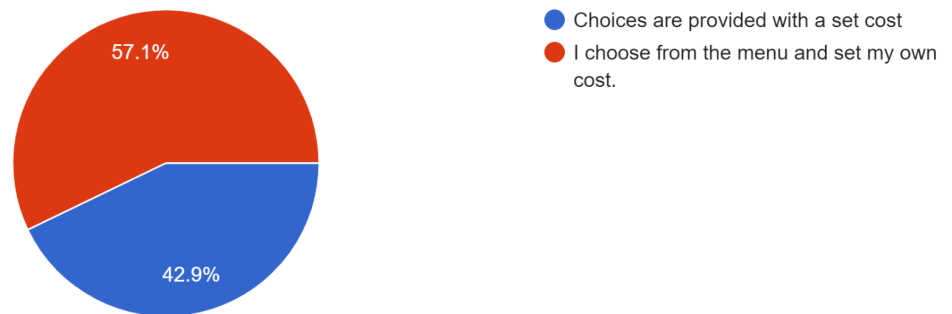 57.1%
42.9%
Choices are provided with a set cost
I choose from the menu and set my own
cost.